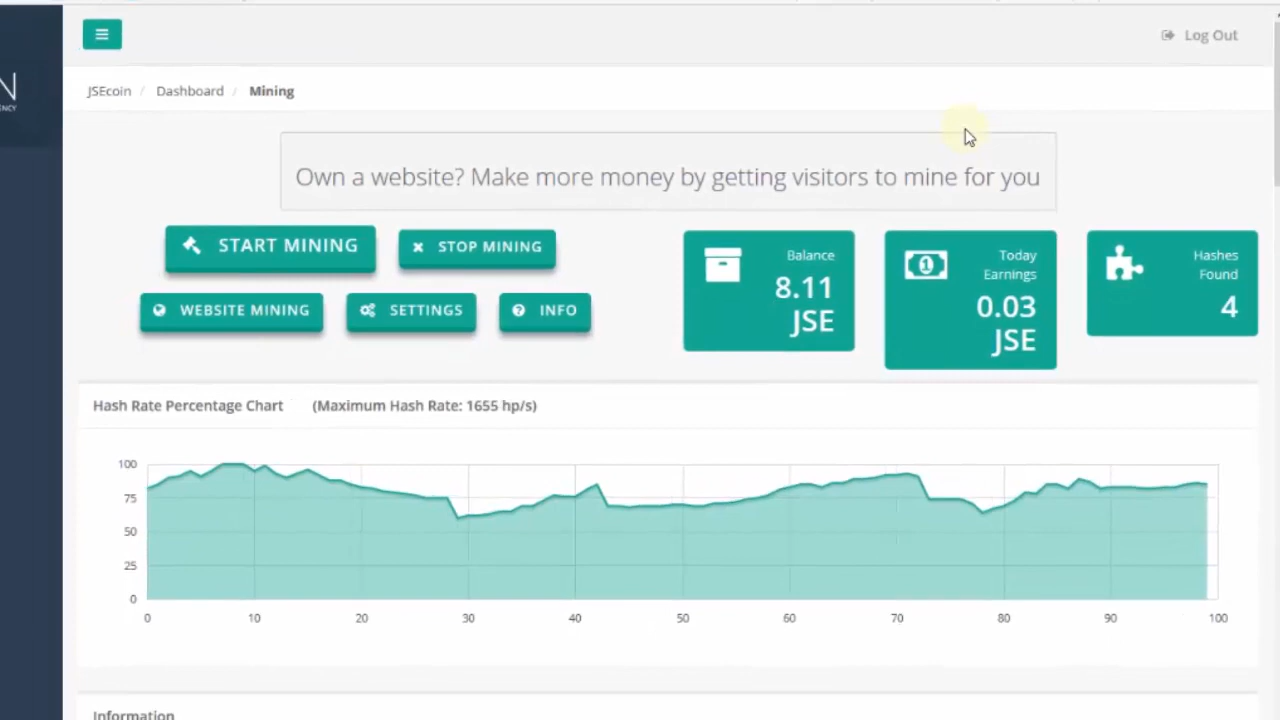 Log Out
N
NCY
JSEcoin / Dashboard / Mining
Own a website? Make more money by getting visitors to mine for you
START MINING
STOP MINING
WEBSITE MINING
SETTINGS
INFO
Balance
8.11
JSE
1
Today
Earnings
0.03
JSE
Hashes
Found
4
Hash Rate Percentage Chart (Maximum Hash Rate: 1655 hp/s)
100
75
50
25
0
0 10 20 30 40 50 60 70 80 90 100
Information